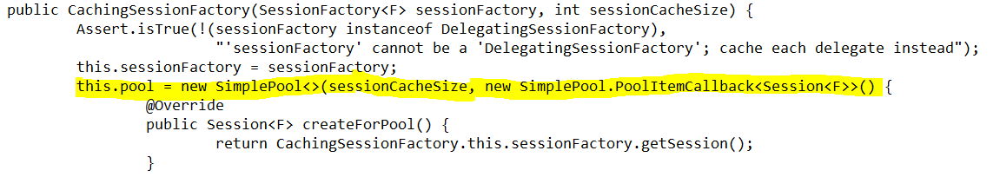 public CachingSessionFactory(SessionFactory<F> sessionFactory, int sessionCacheSize) {
Assert.isTrue(!(sessionFactory instanceof DelegatingSessionFactory),
"'sessionFactory' cannot be a 'DelegatingSessionFactory'; cache each delegate instead");
this.sessionFactory = sessionFactory;
this.pool = new SimplePool<>(sessionCacheSize, new SimplePool.PoolItemCallback<Session<F>>() {
@Override
public Session<F> createForPool() {
return CachingSessionFactory.this.sessionFactory.getSession();
}